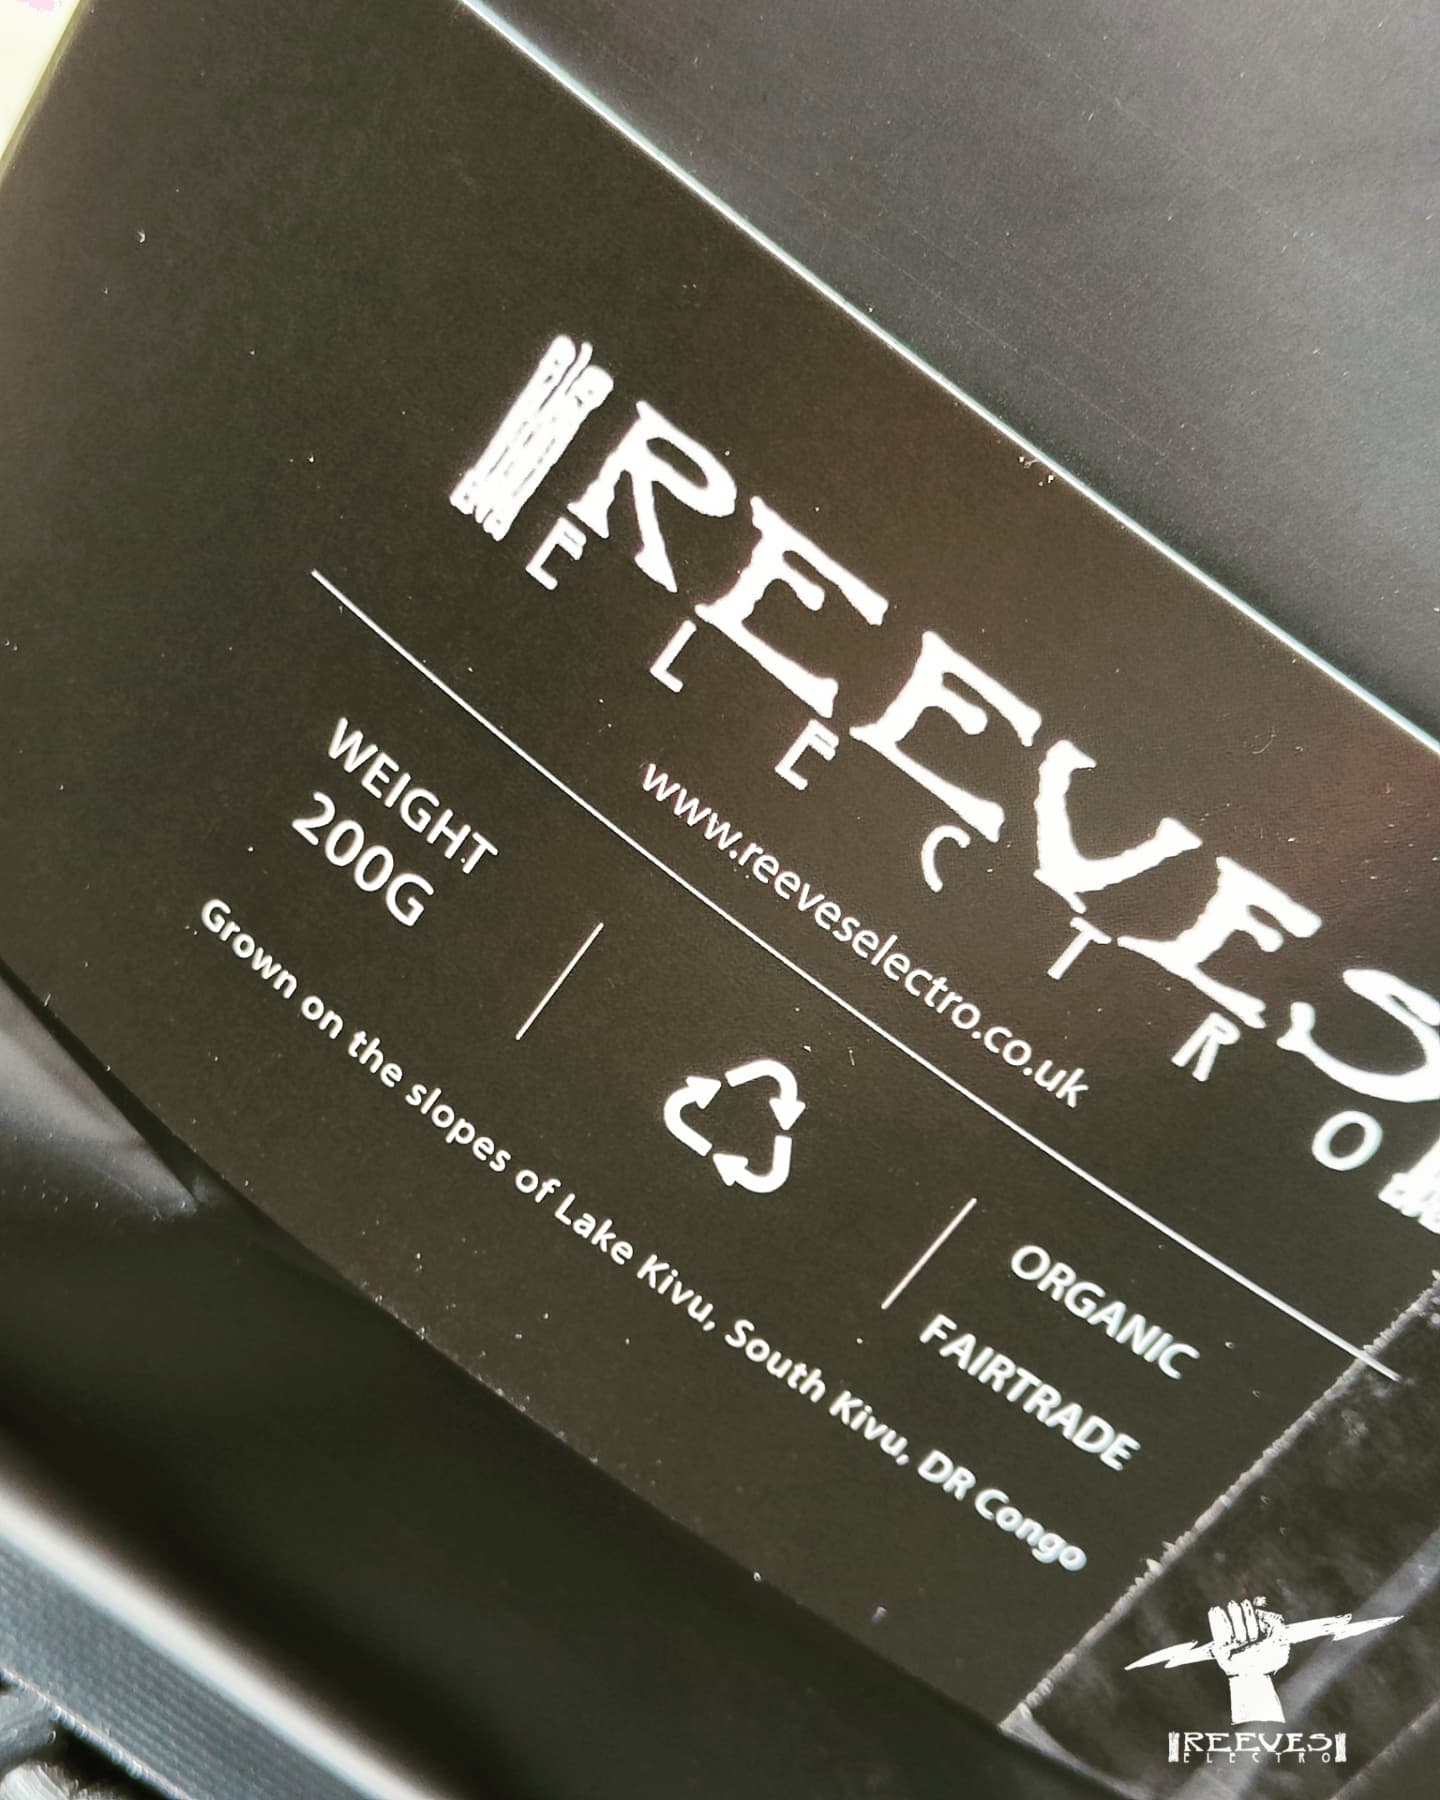 REEVES
ELECTRO
www.reeveselectro.co.uk
WEIGHT
200G
ORGANIC
FAIRTRADE
Grown on the slopes of Lake Kivu, South Kivu, DR Congo
REEVES
ELECTRO